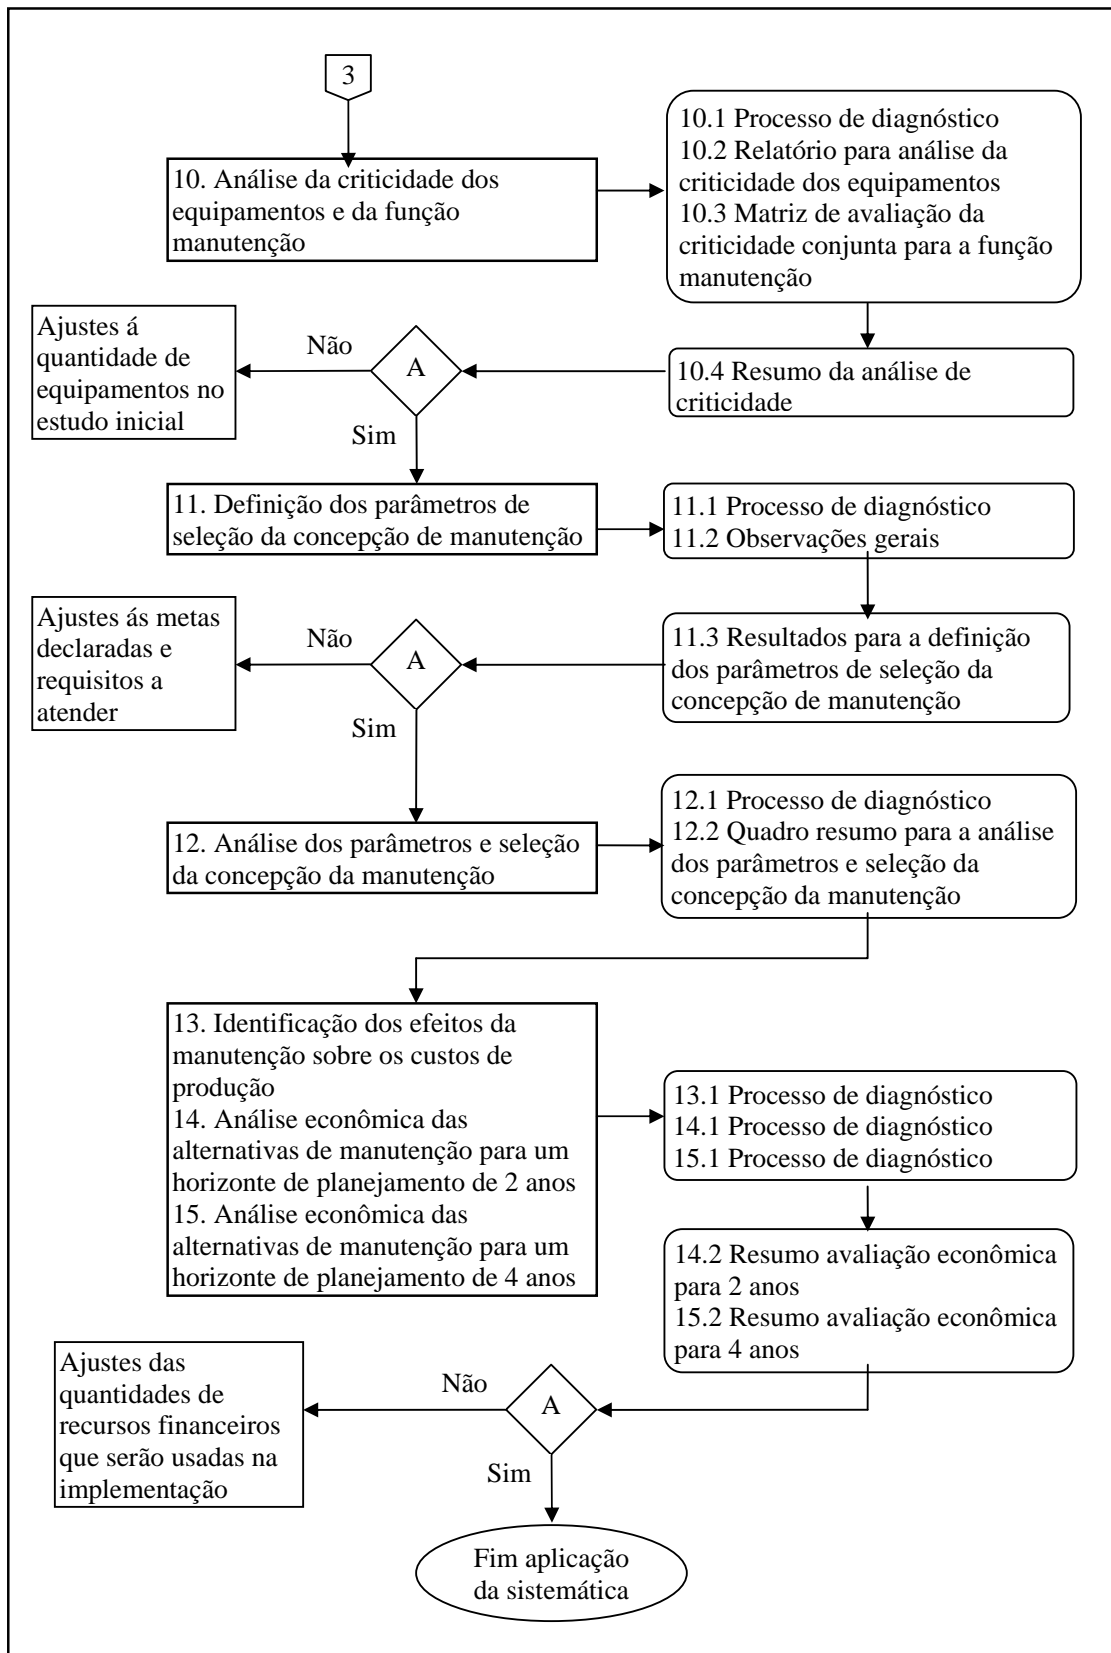 3
10. Análise da criticidade dos
equipamentos e da função
manutenção
10.1 Processo de diagnóstico
10.2 Relatório para análise da
criticidade dos equipamentos
10.3 Matriz de avaliação da
criticidade conjunta para a função
manutenção
Ajustes á
quantidade de
equipamentos no
estudo inicial
Não
A
10.4 Resumo da análise de
criticidade
Sim
11. Definição dos parâmetros de
seleção da concepção de manutenção
11.1 Processo de diagnóstico
11.2 Observações gerais
Ajustes ás metas
declaradas e
requisitos a
atender
Não
A
11.3 Resultados para a definição
dos parâmetros de seleção da
concepção de manutenção
Sim
12. Análise dos parâmetros e seleção
da concepção da manutenção
12.1 Processo de diagnóstico
12.2 Quadro resumo para a análise
dos parâmetros e seleção da
concepção da manutenção
13. Identificação dos efeitos da
manutenção sobre os custos de
produção
14. Análise econômica das
alternativas de manutenção para um
horizonte de planejamento de 2 anos
15. Análise econômica das
alternativas de manutenção para um
horizonte de planejamento de 4 anos
13.1 Processo de diagnóstico
14.1 Processo de diagnóstico
15.1 Processo de diagnóstico
14.2 Resumo avaliação econômica
para 2 anos
15.2 Resumo avaliação econômica
para 4 anos
Ajustes das
quantidades de
recursos financeiros
que serão usadas na
implementação
Não
A
Sim
Fim aplicação
da sistemática